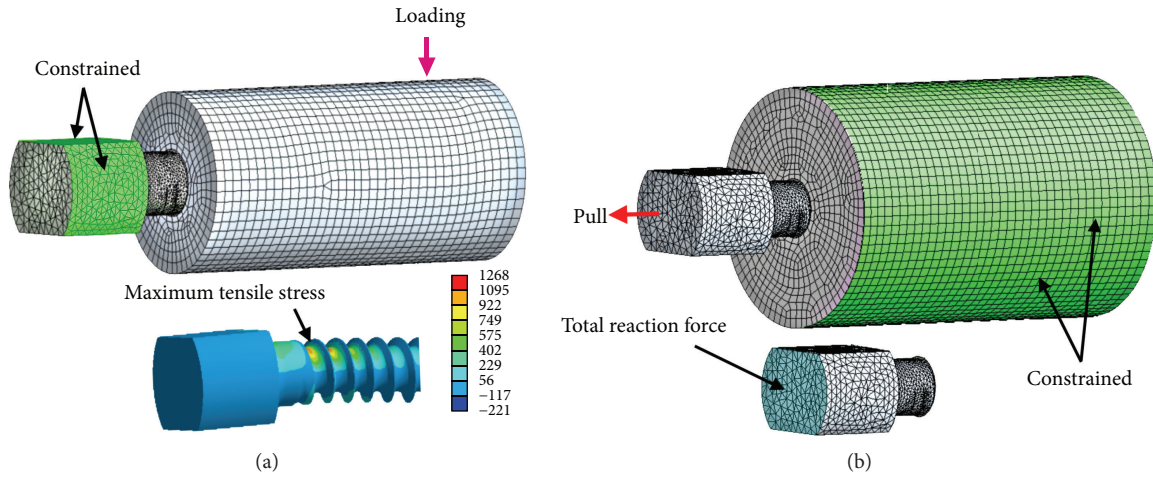 Loading
Constrained
Maximum tensile stress
1268
1095
922
749
575
402
229
56
−117
−221
(a)
Pull
Total reaction force
Constrained
(b)